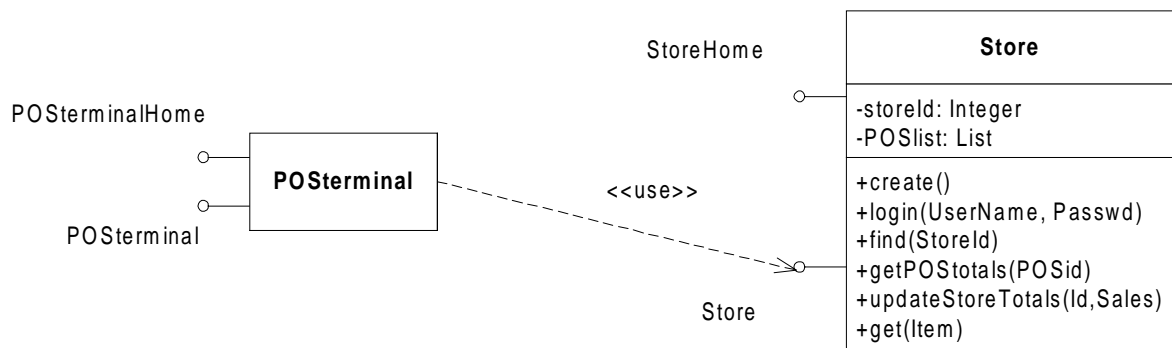 StoreHome
Store
POSterminalHome
-storeId: Integer
-POSlist: List
POSterminal
<<use>>
+create()
+login(UserName, Passwd)
+find(StoreId)
+getPOStotals(POSid)
+updateStoreTotals(Id,Sales)
+get(Item)
POSterminal
Store